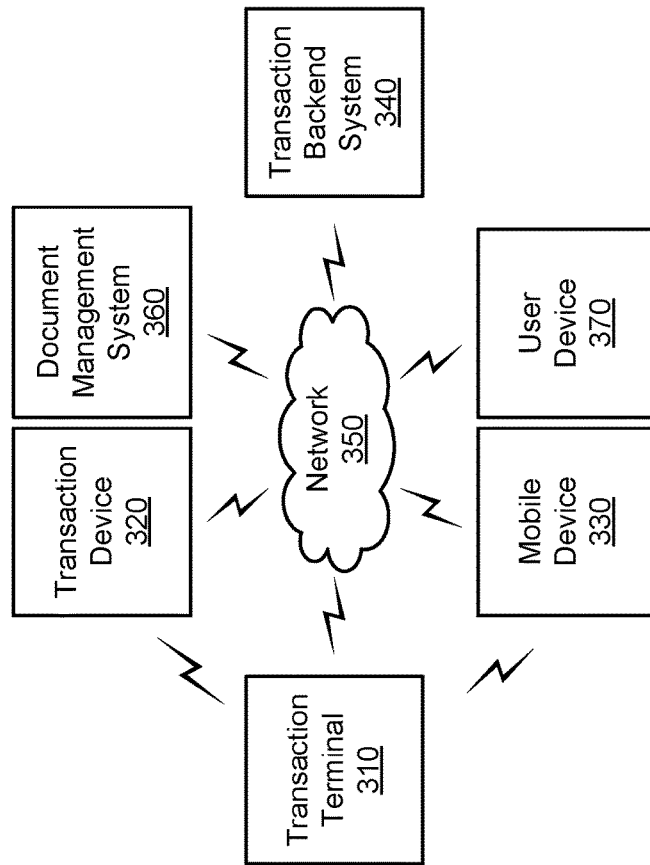 Transaction
Terminal
310
Transaction
Device
320
Document
Management
System
360
Network
350
Mobile
Device
330
User
Device
370
Transaction
Backend
System
340